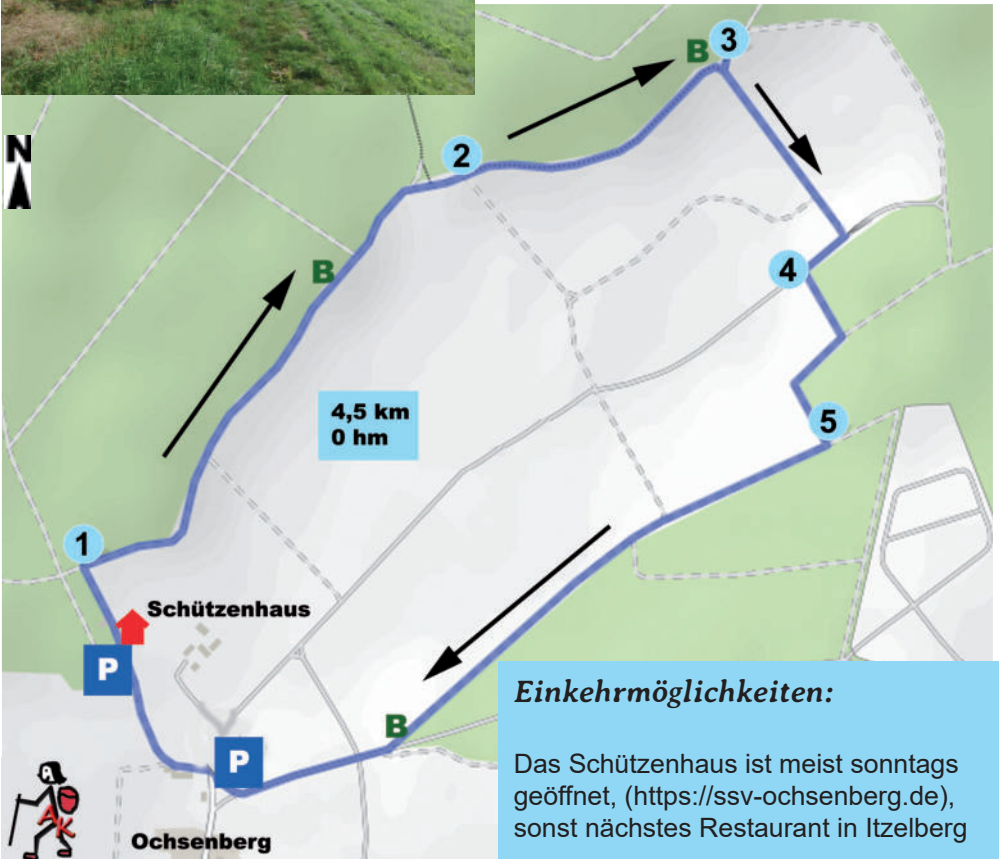 3
B
N
2
B
4
4,5 km
0 hm
5
1
Schützenhaus
P
B
P
Einkehrmöglichkeiten:
Das Schützenhaus ist meist sonntags
geöffnet, (https://ssv-ochsenberg.de),
sonst nächstes Restaurant in Itzelberg
AK
Ochsenberg